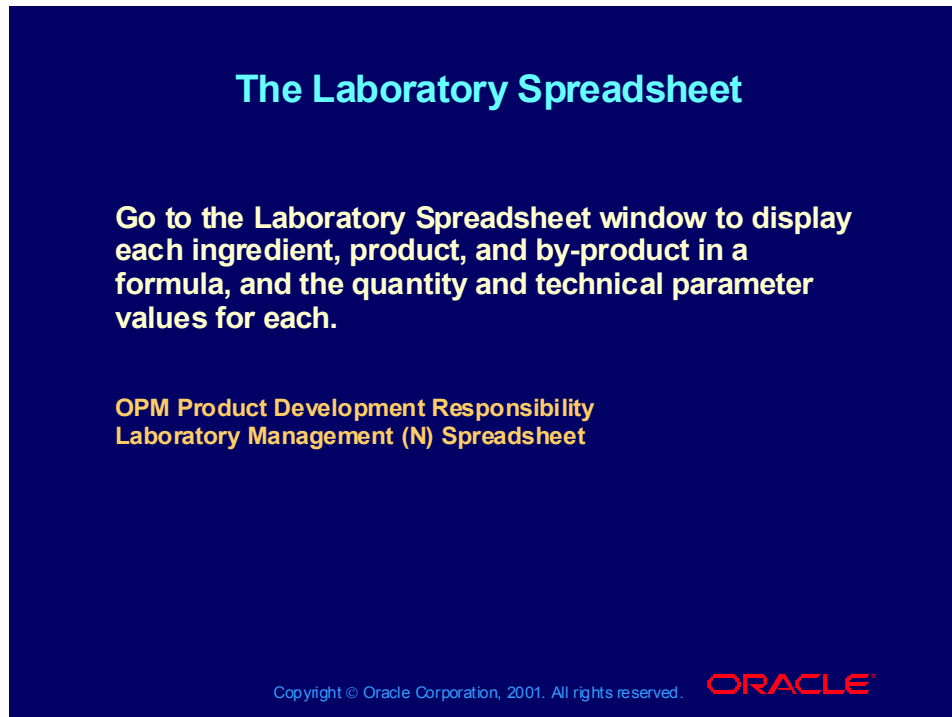 The Laboratory Spreadsheet
Go to the Laboratory Spreadsheet window to display
each ingredient, product, and by-product in a
formula, and the quantity and technical parameter
values for each.
OPM Product Development Responsibility
Laboratory Management (N) Spreadsheet
Copyright © Oracle Corporation, 2001. All rights reserved.
ORACLE®